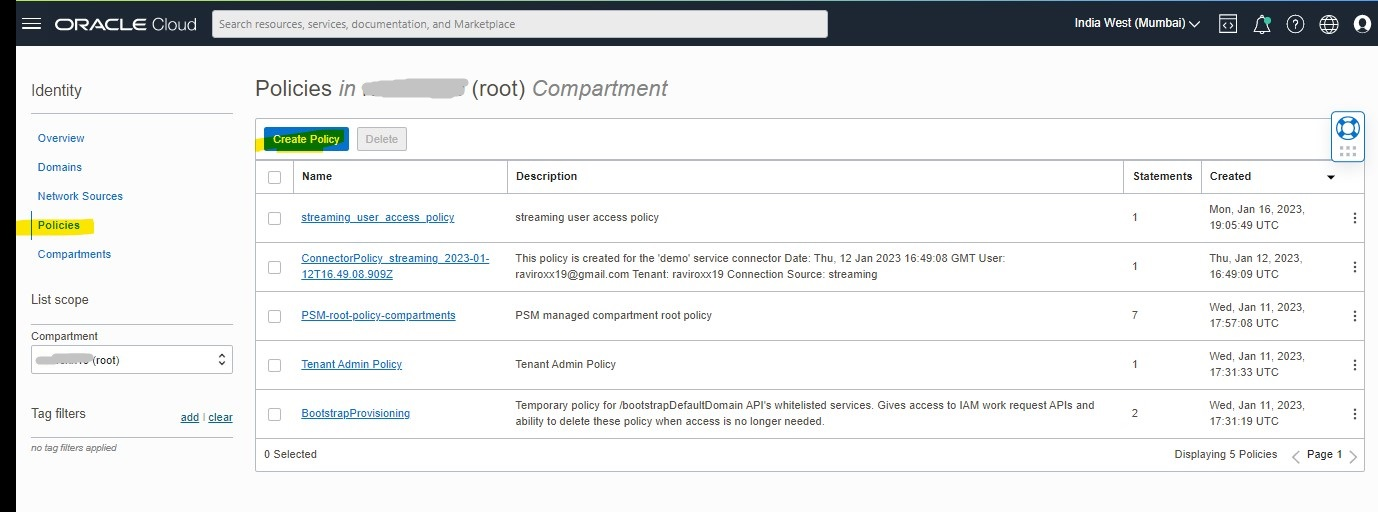 ORACLE Cloud
Search resources, services, documentation, and Marketplace
India West (Mumbai)
Identity
Overview
Domains
Network Sources
Policies
Compartments
List scope
Compartment
(root)
Tag filters
add | clear
no tag filters applied
Policies in (root) Compartment
Create Policy Delete
Name Description Statements Created
streaming_user_access_policy streaming user access policy 1 Mon, Jan 16, 2023,
19:05:49 UTC
ConnectorPolicy_streaming_2023-01- This policy is created for the 'demo' service connector Date: Thu, 12 Jan 2023 16:49:08 GMT User: 1 Thu, Jan 12, 2023,
12T16.49.08.909Z raviroxx19@gmail.com Tenant: raviroxx19 Connection Source: streaming 16:49:09 UTC
PSM-root-policy-compartments PSM managed compartment root policy 7 Wed, Jan 11, 2023,
17:57:08 UTC
Tenant Admin Policy Tenant Admin Policy 1 Wed, Jan 11, 2023,
17:31:33 UTC
BootstrapProvisioning Temporary policy for /bootstrapDefaultDomain API's whitelisted services. Gives access to IAM work request APIs and 2 Wed, Jan 11, 2023,
ability to delete these policy when access is no longer needed. 17:31:19 UTC
0 Selected Displaying 5 Policies Page 1